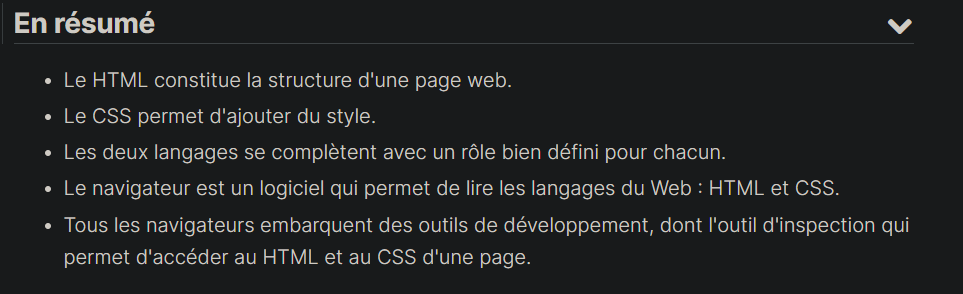 En résumé
• Le HTML constitue la structure d'une page web.
• Le CSS permet d'ajouter du style.
• Les deux langages se complètent avec un rôle bien défini pour chacun.
• Le navigateur est un logiciel qui permet de lire les langages du Web : HTML et CSS.
• Tous les navigateurs embarquent des outils de développement, dont l'outil d'inspection qui
permet d'accéder au HTML et au CSS d'une page.